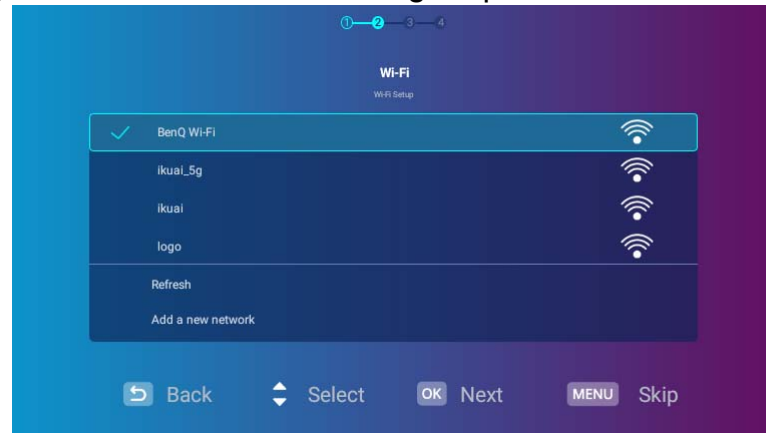 1 2 3 4
Wi-Fi
Wi-Fi Setup
BenQ Wi-Fi
ikuai_5g
ikuai
logo
Refresh
Add a new network
Back Select OK Next MENU Skip